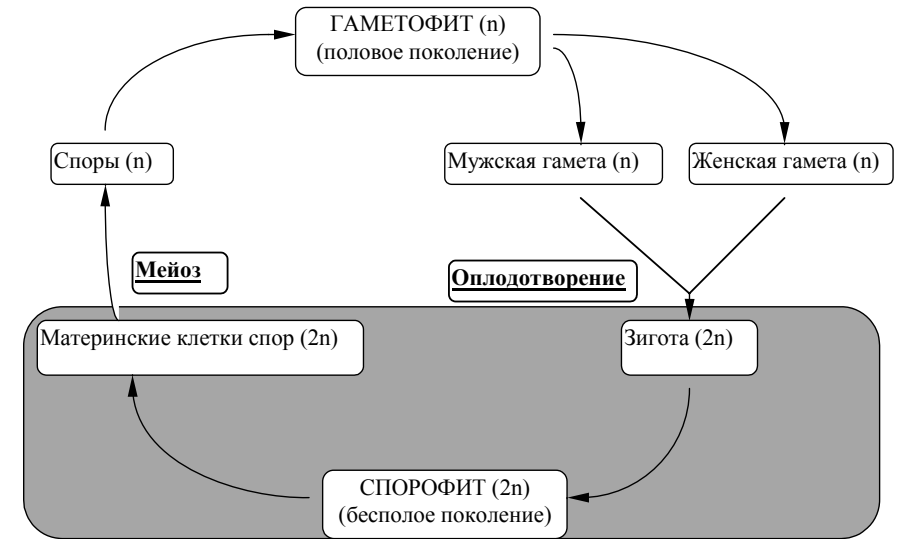 ГАМЕТОФИТ (n)
(половое поколение)
Споры (n)
Мужская гамета (n)
Женская гамета (n)
Мейоз
Оплодотворение
Материнские клетки спор (2n)
Зигота (2n)
СПОРОФИТ (2n)
(бесполое поколение)